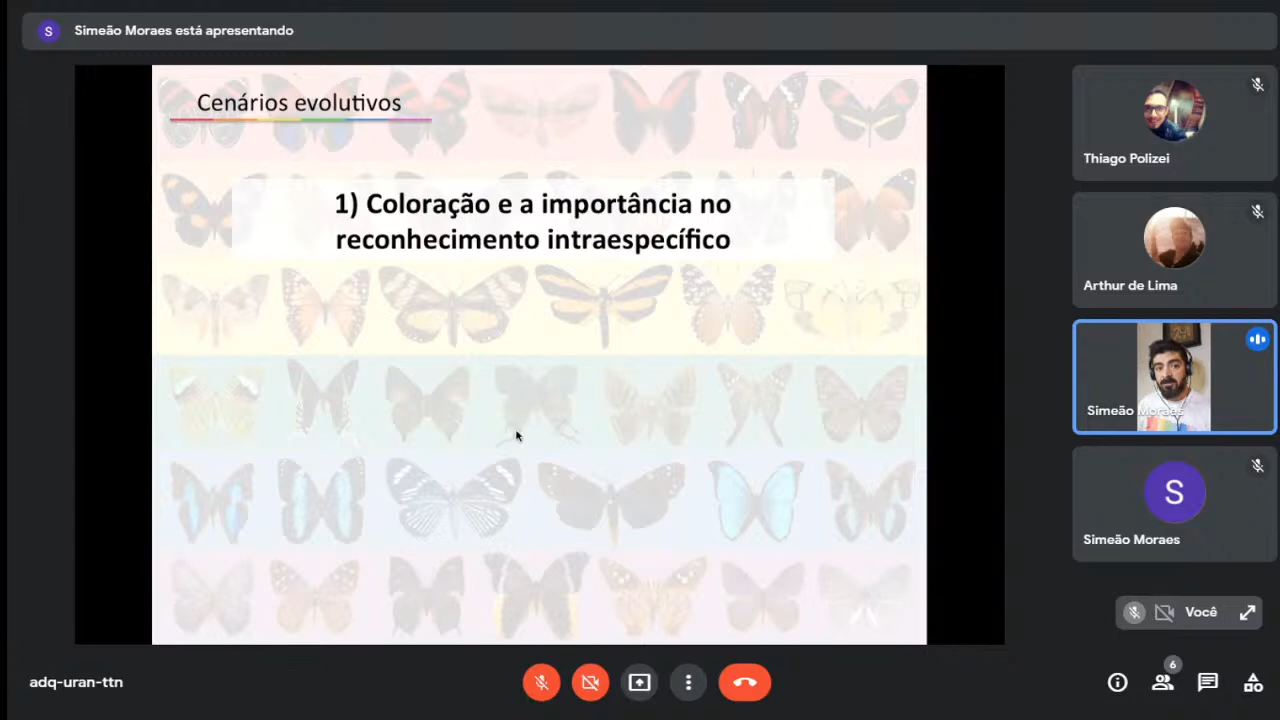 S
Simeão Moraes está apresentando
Cenários evolutivos
1) Coloração e a importância no
reconhecimento intraespecífico
Thiago Polizei
Arthur de Lima
Simeão Moraes
S
Simeão Moraes
Você
adq-uran-ttn
6